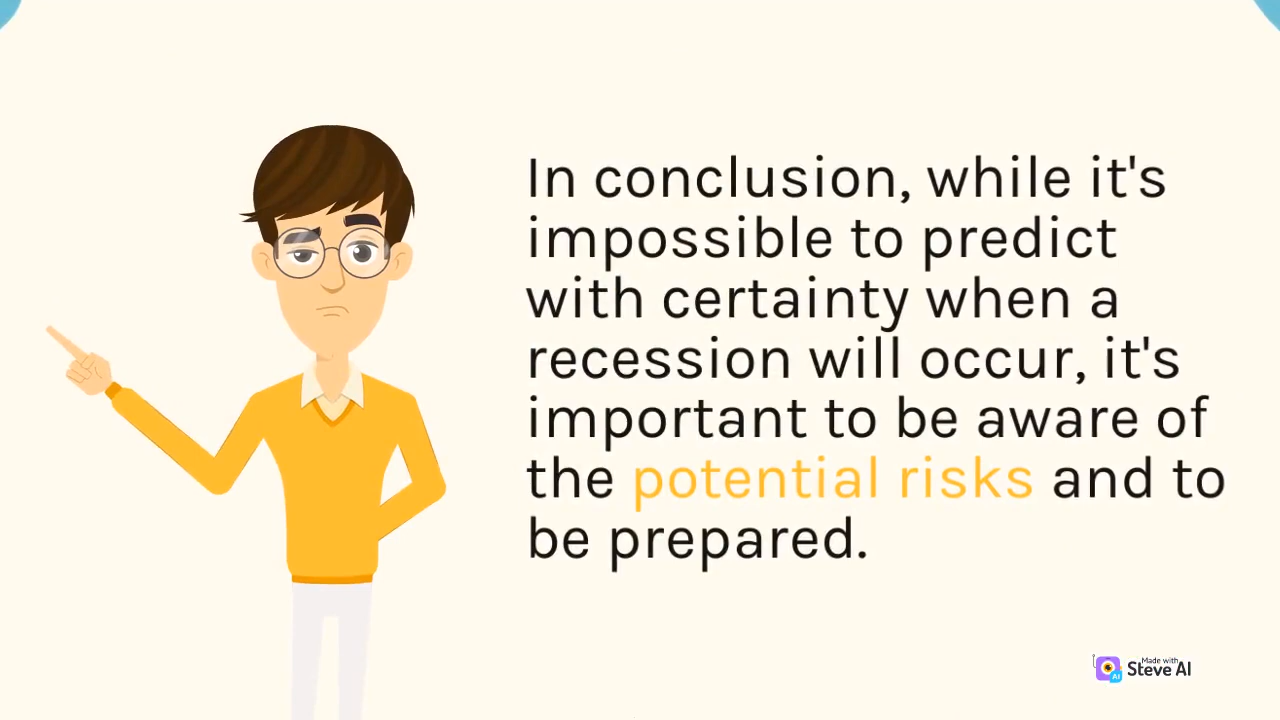 In conclusion, while it's
impossible to predict
with certainty when a
recession will occur, it's
important to be aware of
the potential risks and to
be prepared.
Made with
Steve AI
AI